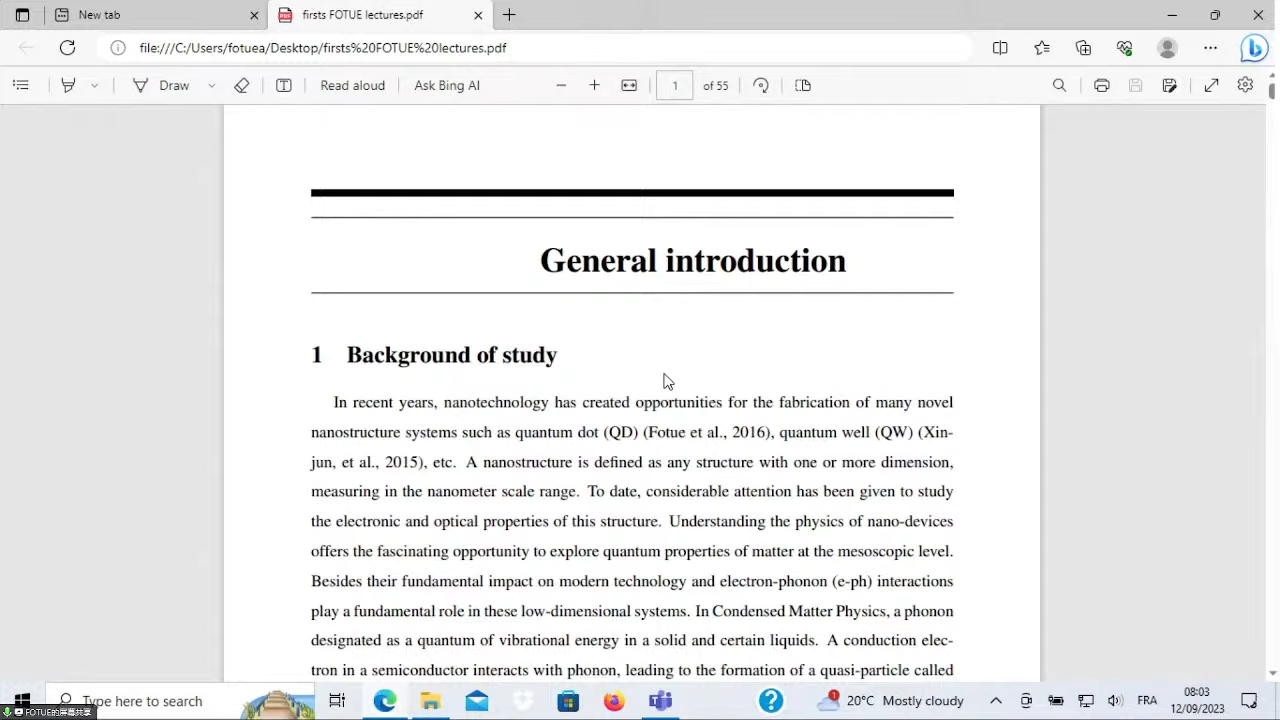 New tab
firsts FOTUE lectures.pdf
file:///C:/Users/fotuea/Desktop/firsts%20FOTUE%20lectures.pdf
Draw
Read aloud
Ask Bing AI
1 of 55
General introduction
1 Background of study
In recent years, nanotechnology has created opportunities for the fabrication of many novel
nanostructure systems such as quantum dot (QD) (Fotue et al., 2016), quantum well (QW) (Xin-
jun, et al., 2015), etc. A nanostructure is defined as any structure with one or more dimension,
measuring in the nanometer scale range. To date, considerable attention has been given to study
the electronic and optical properties of this structure. Understanding the physics of nano-devices
offers the fascinating opportunity to explore quantum properties of matter at the mesoscopic level.
Besides their fundamental impact on modern technology and electron-phonon (e-ph) interactions
play a fundamental role in these low-dimensional systems. In Condensed Matter Physics, a phonon
designated as a quantum of vibrational energy in a solid and certain liquids. A conduction elec-
tron in a semiconductor interacts with phonon, leading to the formation of a quasi-particle called
Type here to search
1
20°C Mostly cloudy
FRA
08:03
12/09/2023